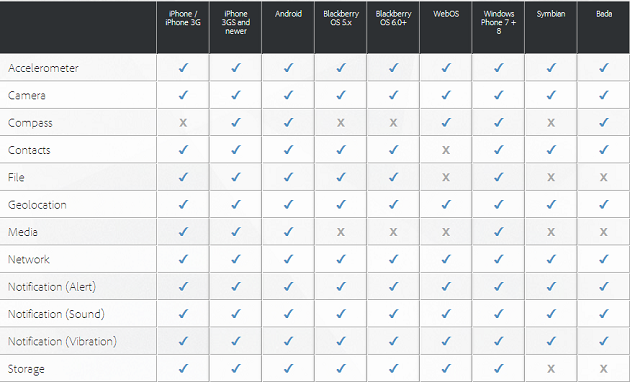 iPhone / iPhone 3G iPhone 3GS and newer Android Blackberry OS 5.x Blackberry OS 6.0+ WebOS Windows Phone 7 + 8 Symbian Bada
Accelerometer ✓ ✓ ✓ ✓ ✓ ✓ ✓ ✓ ✓
Camera ✓ ✓ ✓ ✓ ✓ ✓ ✓ ✓ ✓
Compass X ✓ ✓ X X ✓ ✓ X ✓
Contacts ✓ ✓ ✓ ✓ ✓ X ✓ ✓ ✓
File ✓ ✓ ✓ ✓ ✓ X ✓ X X
Geolocation ✓ ✓ ✓ ✓ ✓ ✓ ✓ ✓ ✓
Media ✓ ✓ ✓ X X X ✓ X X
Network ✓ ✓ ✓ ✓ ✓ ✓ ✓ ✓ ✓
Notification (Alert) ✓ ✓ ✓ ✓ ✓ ✓ ✓ ✓ ✓
Notification (Sound) ✓ ✓ ✓ ✓ ✓ ✓ ✓ ✓ ✓
Notification (Vibration) ✓ ✓ ✓ ✓ ✓ ✓ ✓ ✓ ✓
Storage ✓ ✓ ✓ ✓ ✓ ✓ ✓ X X